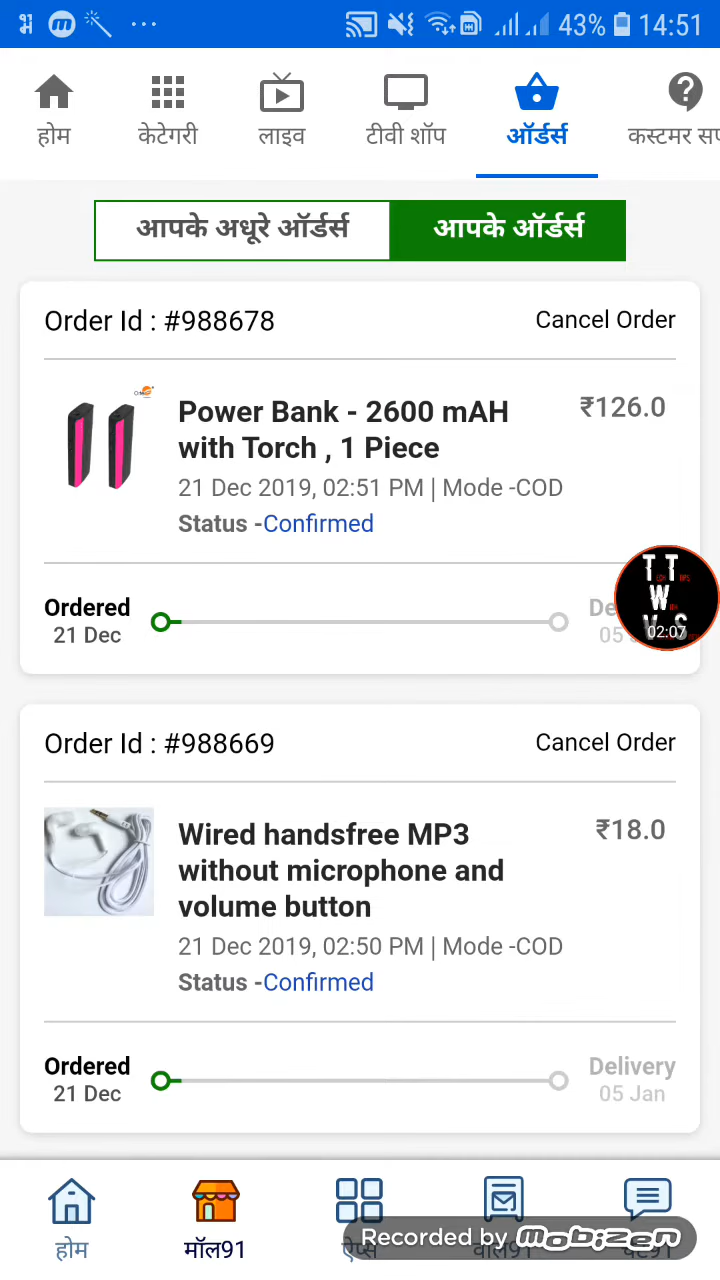 43% 14:51
होम केटेगरी लाइव टीवी शॉप ऑर्डर्स कस्टमर
आपके अधूरे ऑर्डर्स आपके ऑर्डर्स
Order Id : #988678 Cancel Order
Power Bank - 2600 mAH ₹126.0
with Torch , 1 Piece
21 Dec 2019, 02:51 PM | Mode -COD
Status -Confirmed
Ordered
21 Dec 05
T T
W
V S
02:07
Order Id : #988669 Cancel Order
Wired handsfree MP3 ₹18.0
without microphone and
volume button
21 Dec 2019, 02:50 PM | Mode -COD
Status -Confirmed
Ordered Delivery
21 Dec 05 Jan
होम मॉल91
Recorded by mobizen